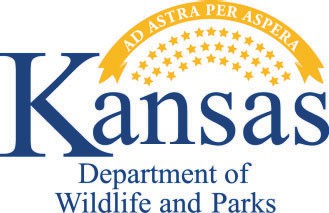 AD ASTRA PER ASPERA
Kansas
Department of
Wildlife and Parks